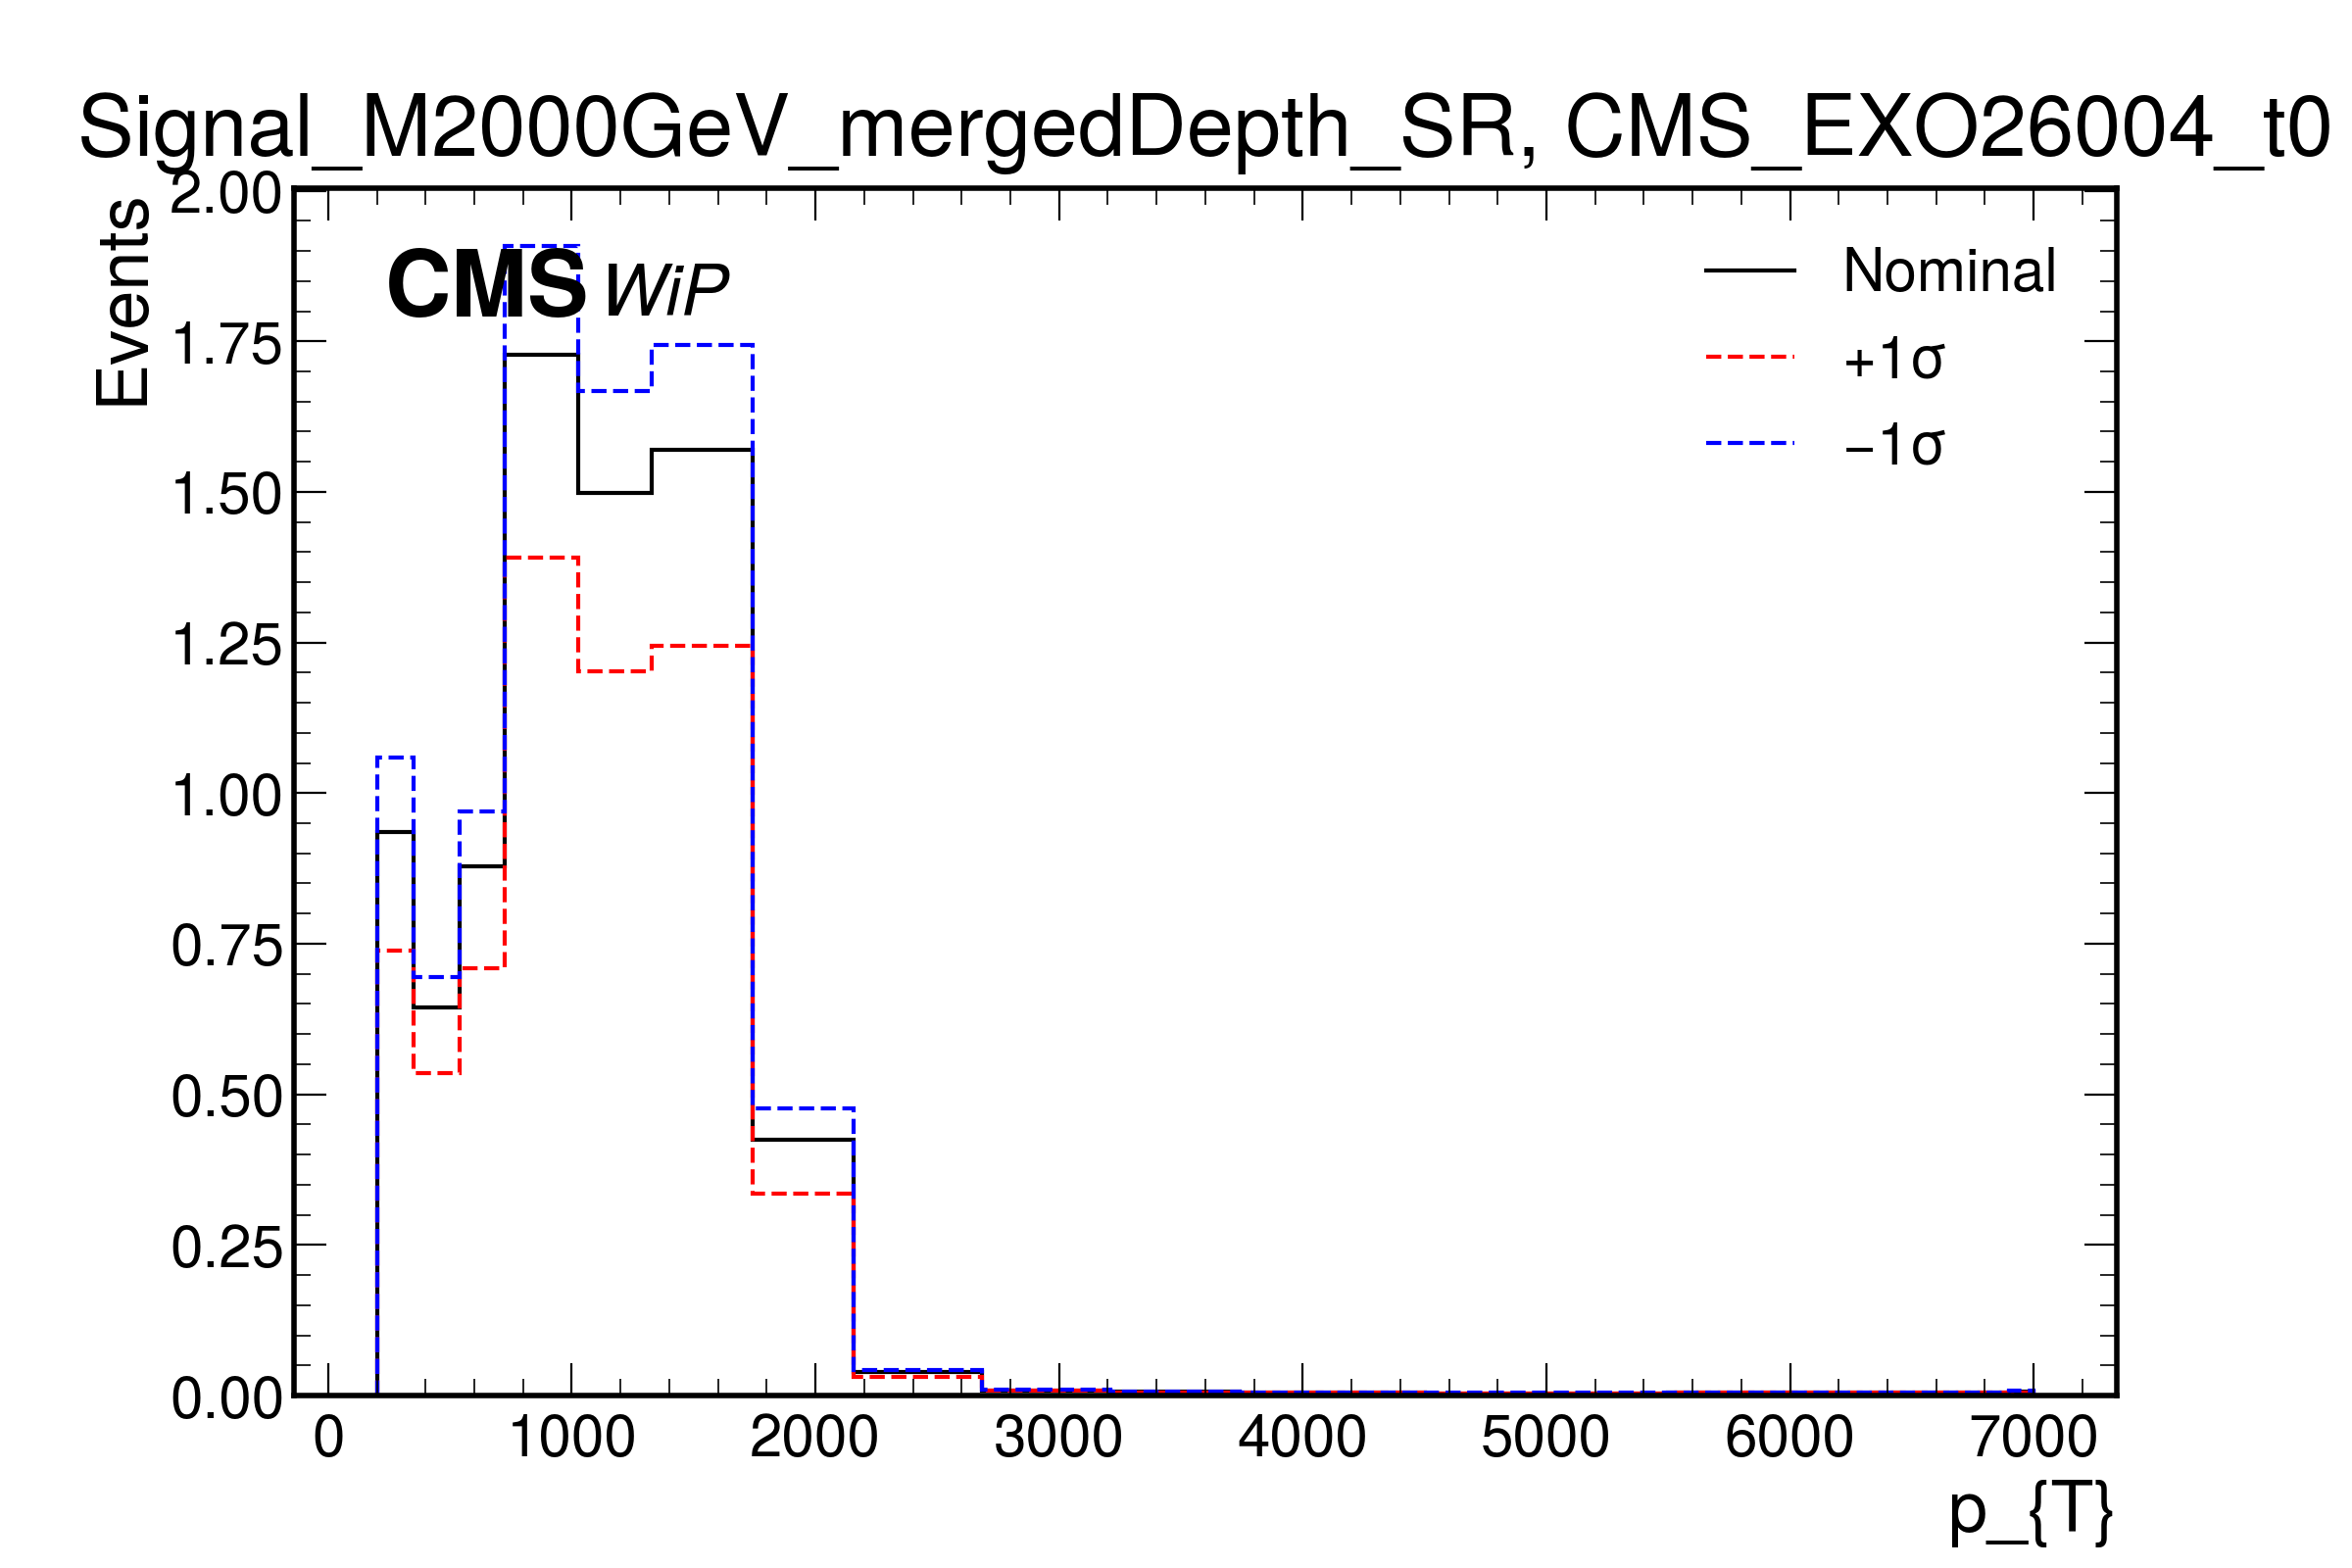 Signal_M2000GeV_mergedDepth_SR, CMS_EXO26004_t0
Events
2.00
1.75
1.50
1.25
1.00
0.75
0.50
0.25
0.00
CMS WiP
Nominal
+1σ
−1σ
0 1000 2000 3000 4000 5000 6000 7000
p_{T}